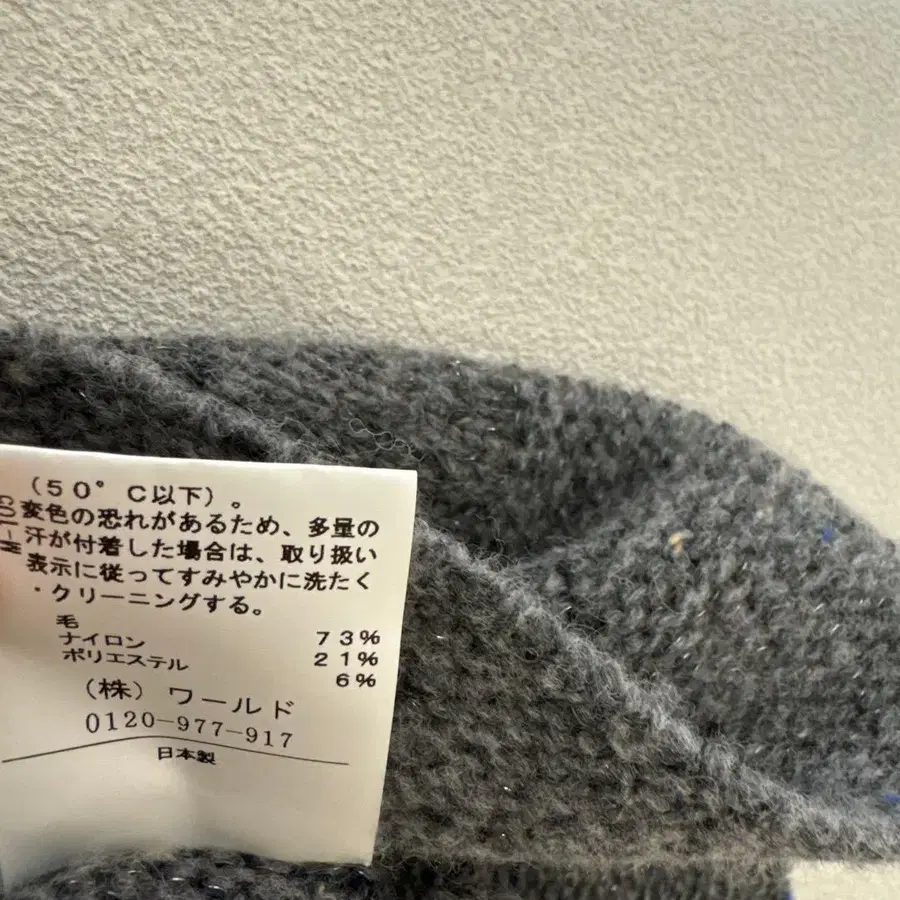 (50°C以下)。
変色の恐れがあるため、多量の
汗が付着した場合は、取り扱い
表示に従ってすみやかに洗たく
・クリーニングする。
毛 73%
ナイロン 21%
ポリエステル 6%
(株) ワールド
0120-977-917
日本製